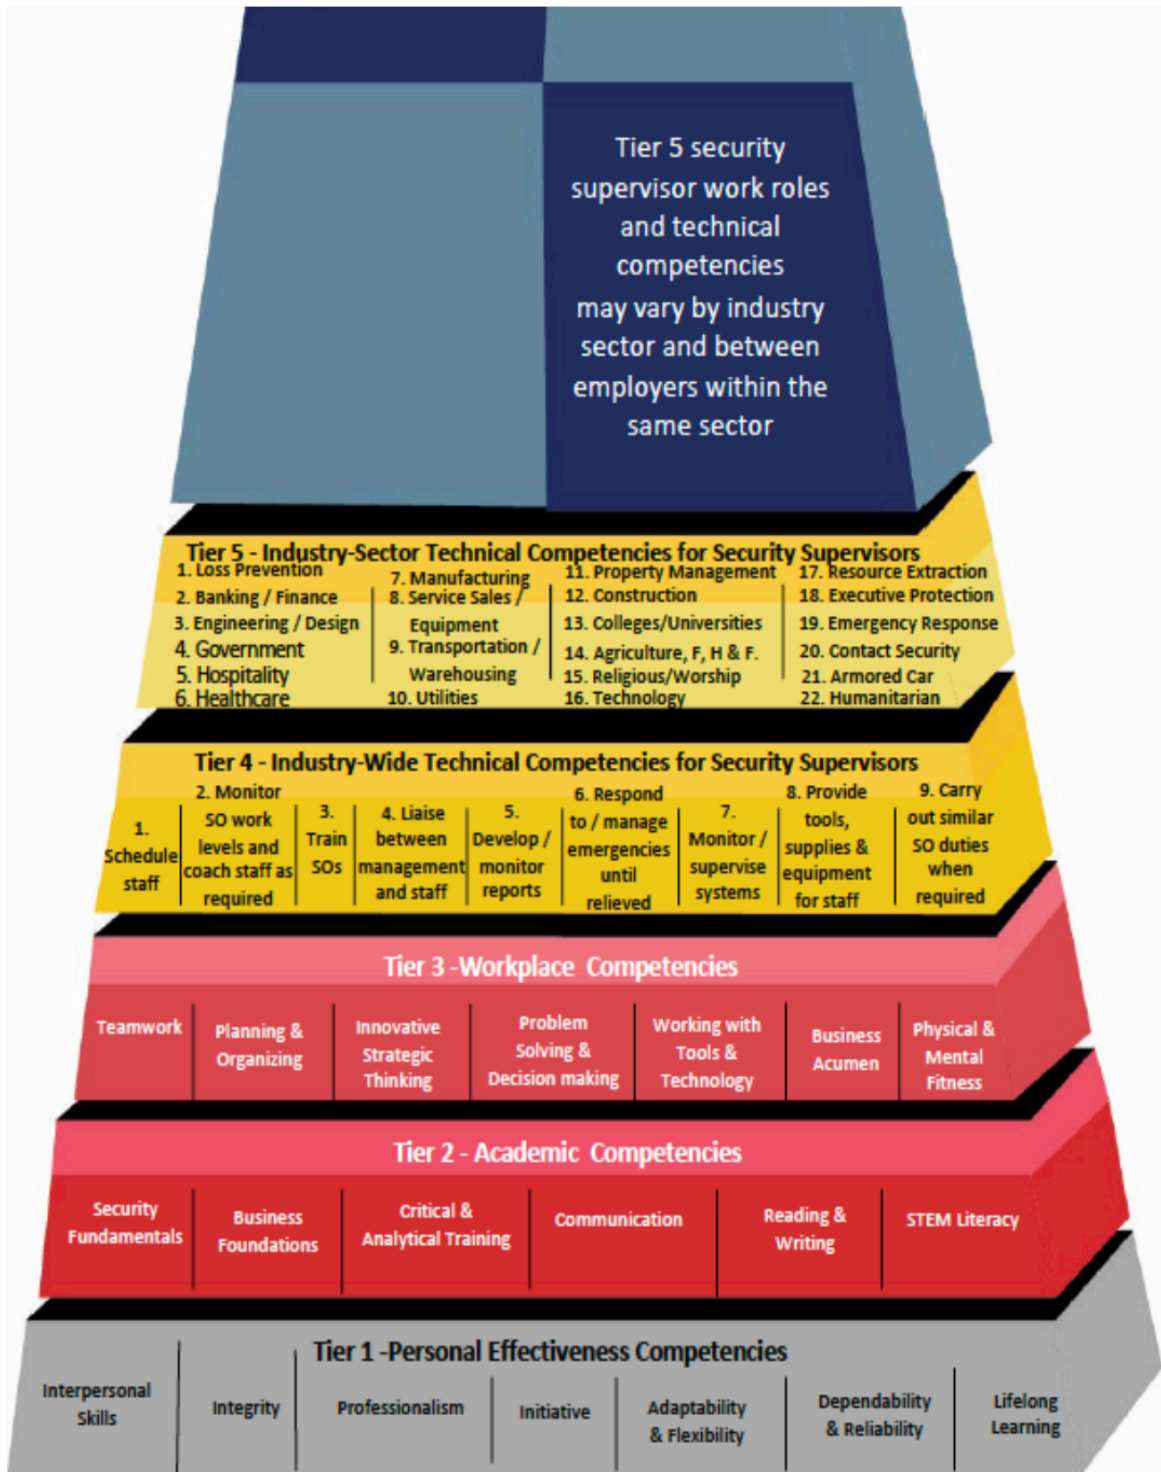 Tier 5 security
supervisor work roles
and technical
competencies
may vary by industry
sector and between
employers within the
same sector
Tier 5 - Industry-Sector Technical Competencies for Security Supervisors
1. Loss Prevention
2. Banking / Finance
3. Engineering / Design
4. Government
5. Hospitality
6. Healthcare
7. Manufacturing
8. Service Sales /
Equipment
9. Transportation /
Warehousing
10. Utilities
11. Property Management
12. Construction
13. Colleges/Universities
14. Agriculture, F, H & F.
15. Religious/Worship
16. Technology
17. Resource Extraction
18. Executive Protection
19. Emergency Response
20. Contact Security
21. Armored Car
22. Humanitarian
Tier 4 - Industry-Wide Technical Competencies for Security Supervisors
1.
Schedule
staff
2. Monitor
SO work
levels and
coach staff as
required
3.
Train
SOs
4. Liaise
between
management
and staff
5.
Develop /
monitor
reports
6. Respond
to / manage
emergencies
until
relieved
7.
Monitor /
supervise
systems
8. Provide
tools,
supplies &
equipment
for staff
9. Carry
out similar
SO duties
when
required
Tier 3 -Workplace Competencies
Teamwork
Planning &
Organizing
Innovative
Strategic
Thinking
Problem
Solving &
Decision making
Working with
Tools &
Technology
Business
Acumen
Physical &
Mental
Fitness
Tier 2 - Academic Competencies
Security
Fundamentals
Business
Foundations
Critical &
Analytical Training
Communication
Reading &
Writing
STEM Literacy
Tier 1 -Personal Effectiveness Competencies
Interpersonal
Skills
Integrity
Professionalism
Initiative
Adaptability
& Flexibility
Dependability
& Reliability
Lifelong
Learning